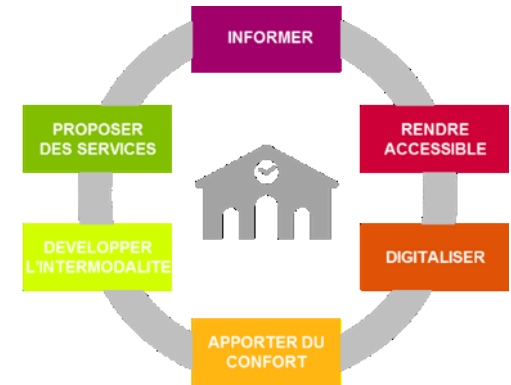 INFORMER
RENDRE
ACCESSIBLE
DIGITALISER
APPORTER DU
CONFORT
DEVELOPPER
L'INTERMODALITE
PROPOSER
DES SERVICES